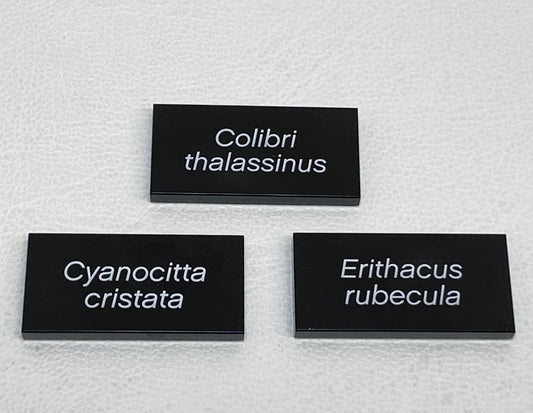 Colibri
thalassinus
Cyanocitta
cristata
Erithacus
rubecula